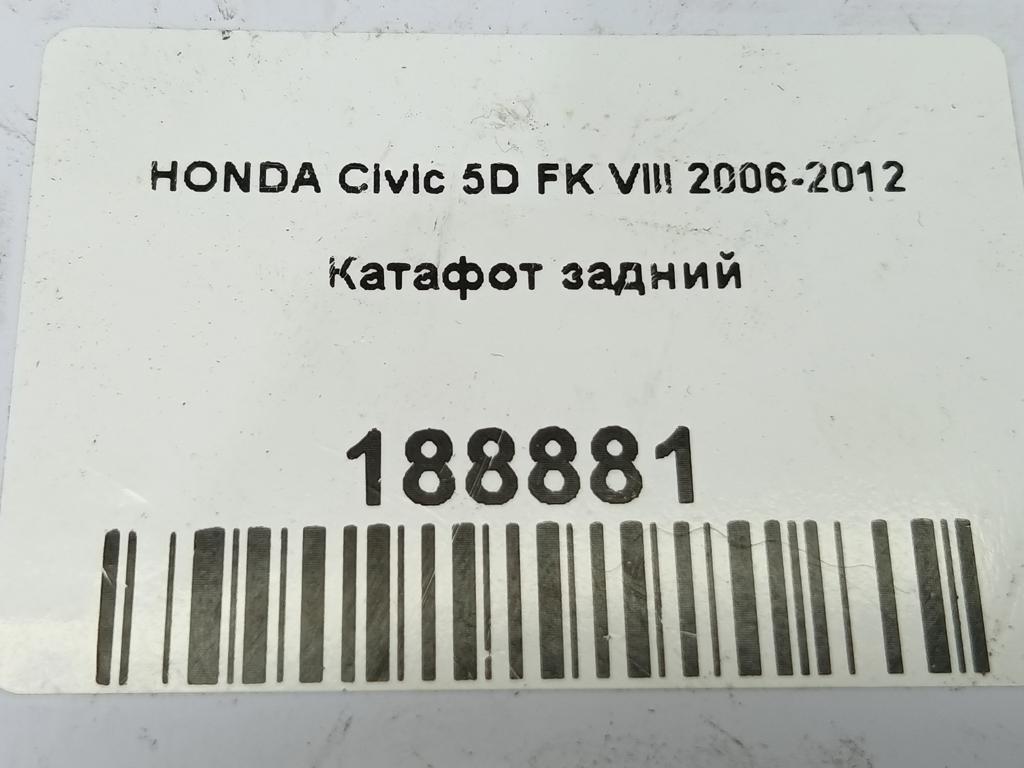 HONDA Civic 5D FK VIII 2006-2012
Катафот задний
188881